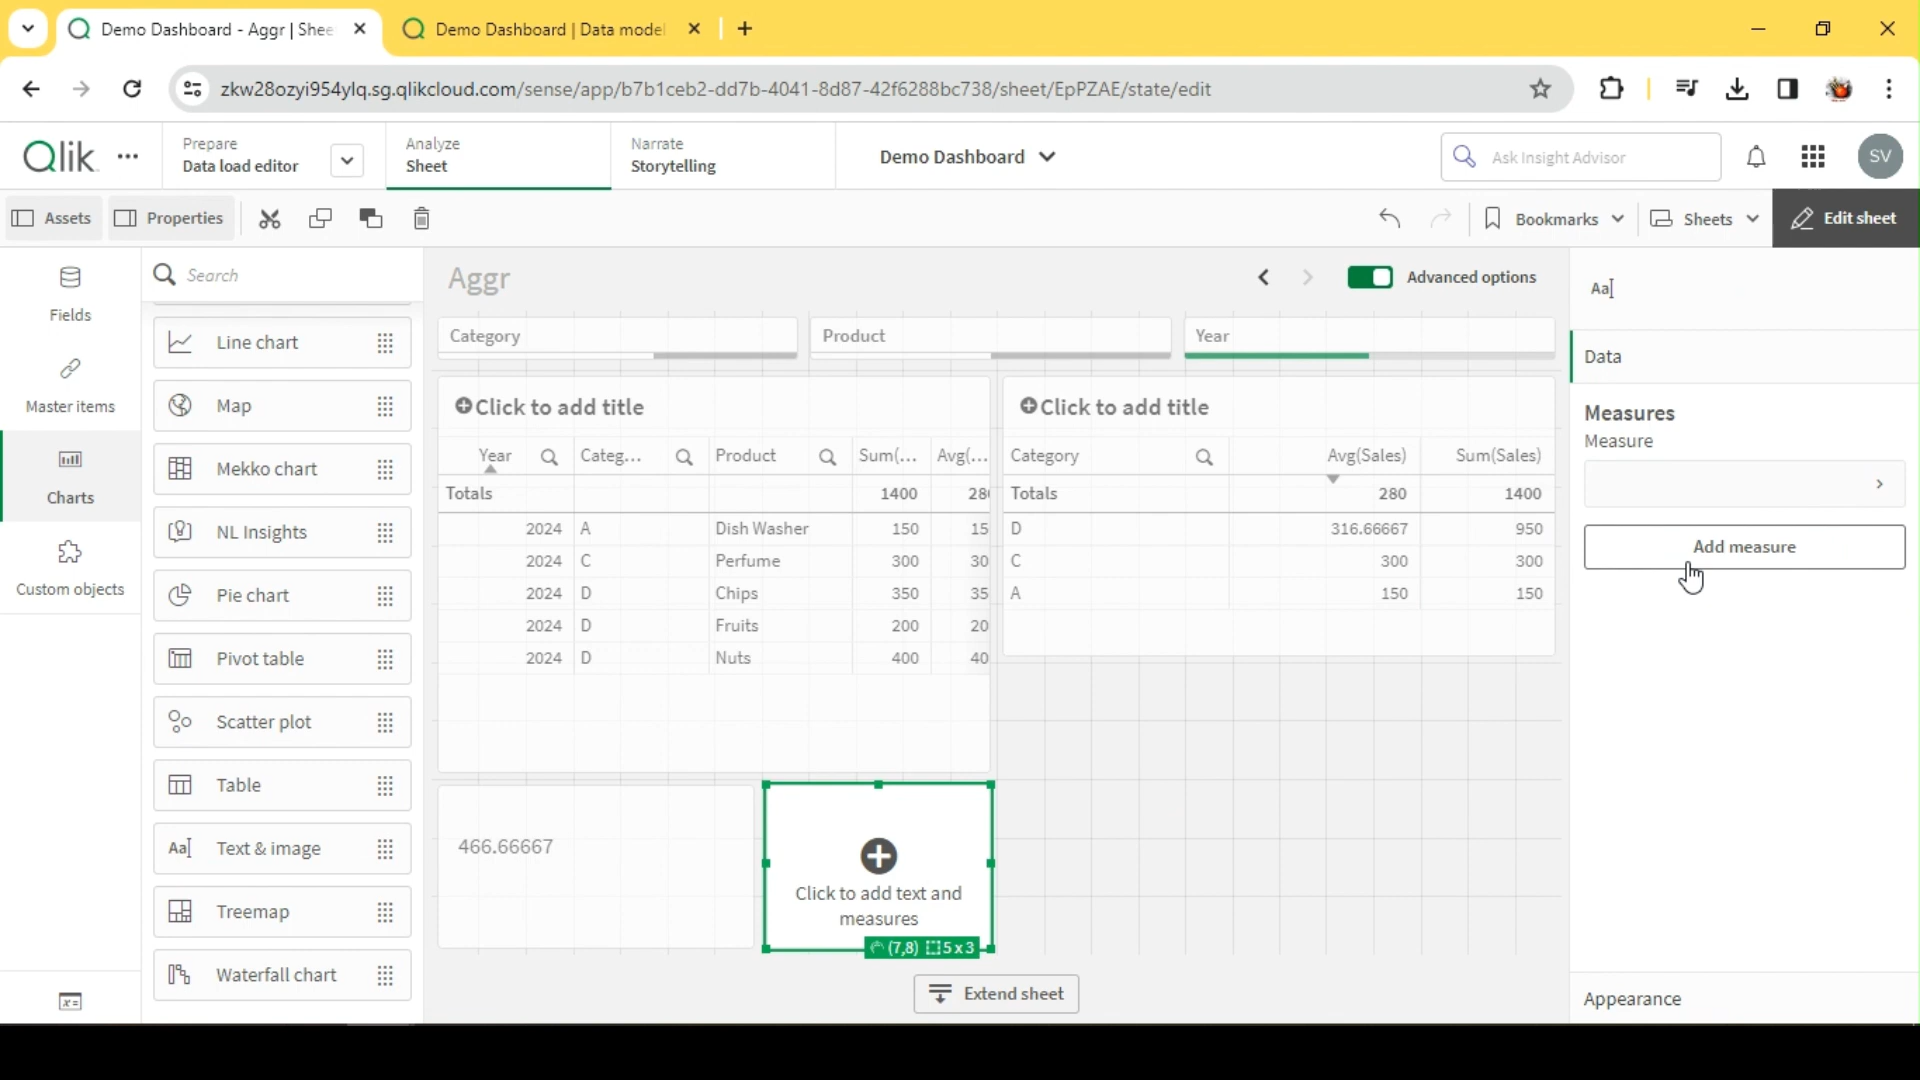 Demo Dashboard - Aggr | Shee
Demo Dashboard | Data model
zkw28ozyi954ylq.sg.qlikcloud.com/sense/app/b7b1ceb2-dd7b-4041-8d87-42f6288bc738/sheet/EpPZAE/state/edit
Qlik
Prepare
Data load editor
Analyze
Sheet
Narrate
Storytelling
Demo Dashboard
Ask Insight Advisor
SV
Assets
Properties
Bookmarks
Sheets
Edit sheet
Fields
Master items
Charts
Custom objects
Search
Line chart
Map
Mekko chart
NL Insights
Pie chart
Pivot table
Scatter plot
Table
Aa Text & image
Treemap
Waterfall chart
Aggr
Advanced options
Category
Product
Year
Click to add title
Year Categ... Product Sum(... Avg(...
Totals 1400 280
2024 A Dish Washer 150 15
2024 C Perfume 300 30
2024 D Chips 350 35
2024 D Fruits 200 20
2024 D Nuts 400 40
Click to add title
Category Avg(Sales) Sum(Sales)
Totals 280 1400
D 316.66667 950
C 300 300
A 150 150
466.66667
Click to add text and
measures
(7,8) 5 x 3
Extend sheet
Aa
Data
Measures
Measure
Add measure
Appearance